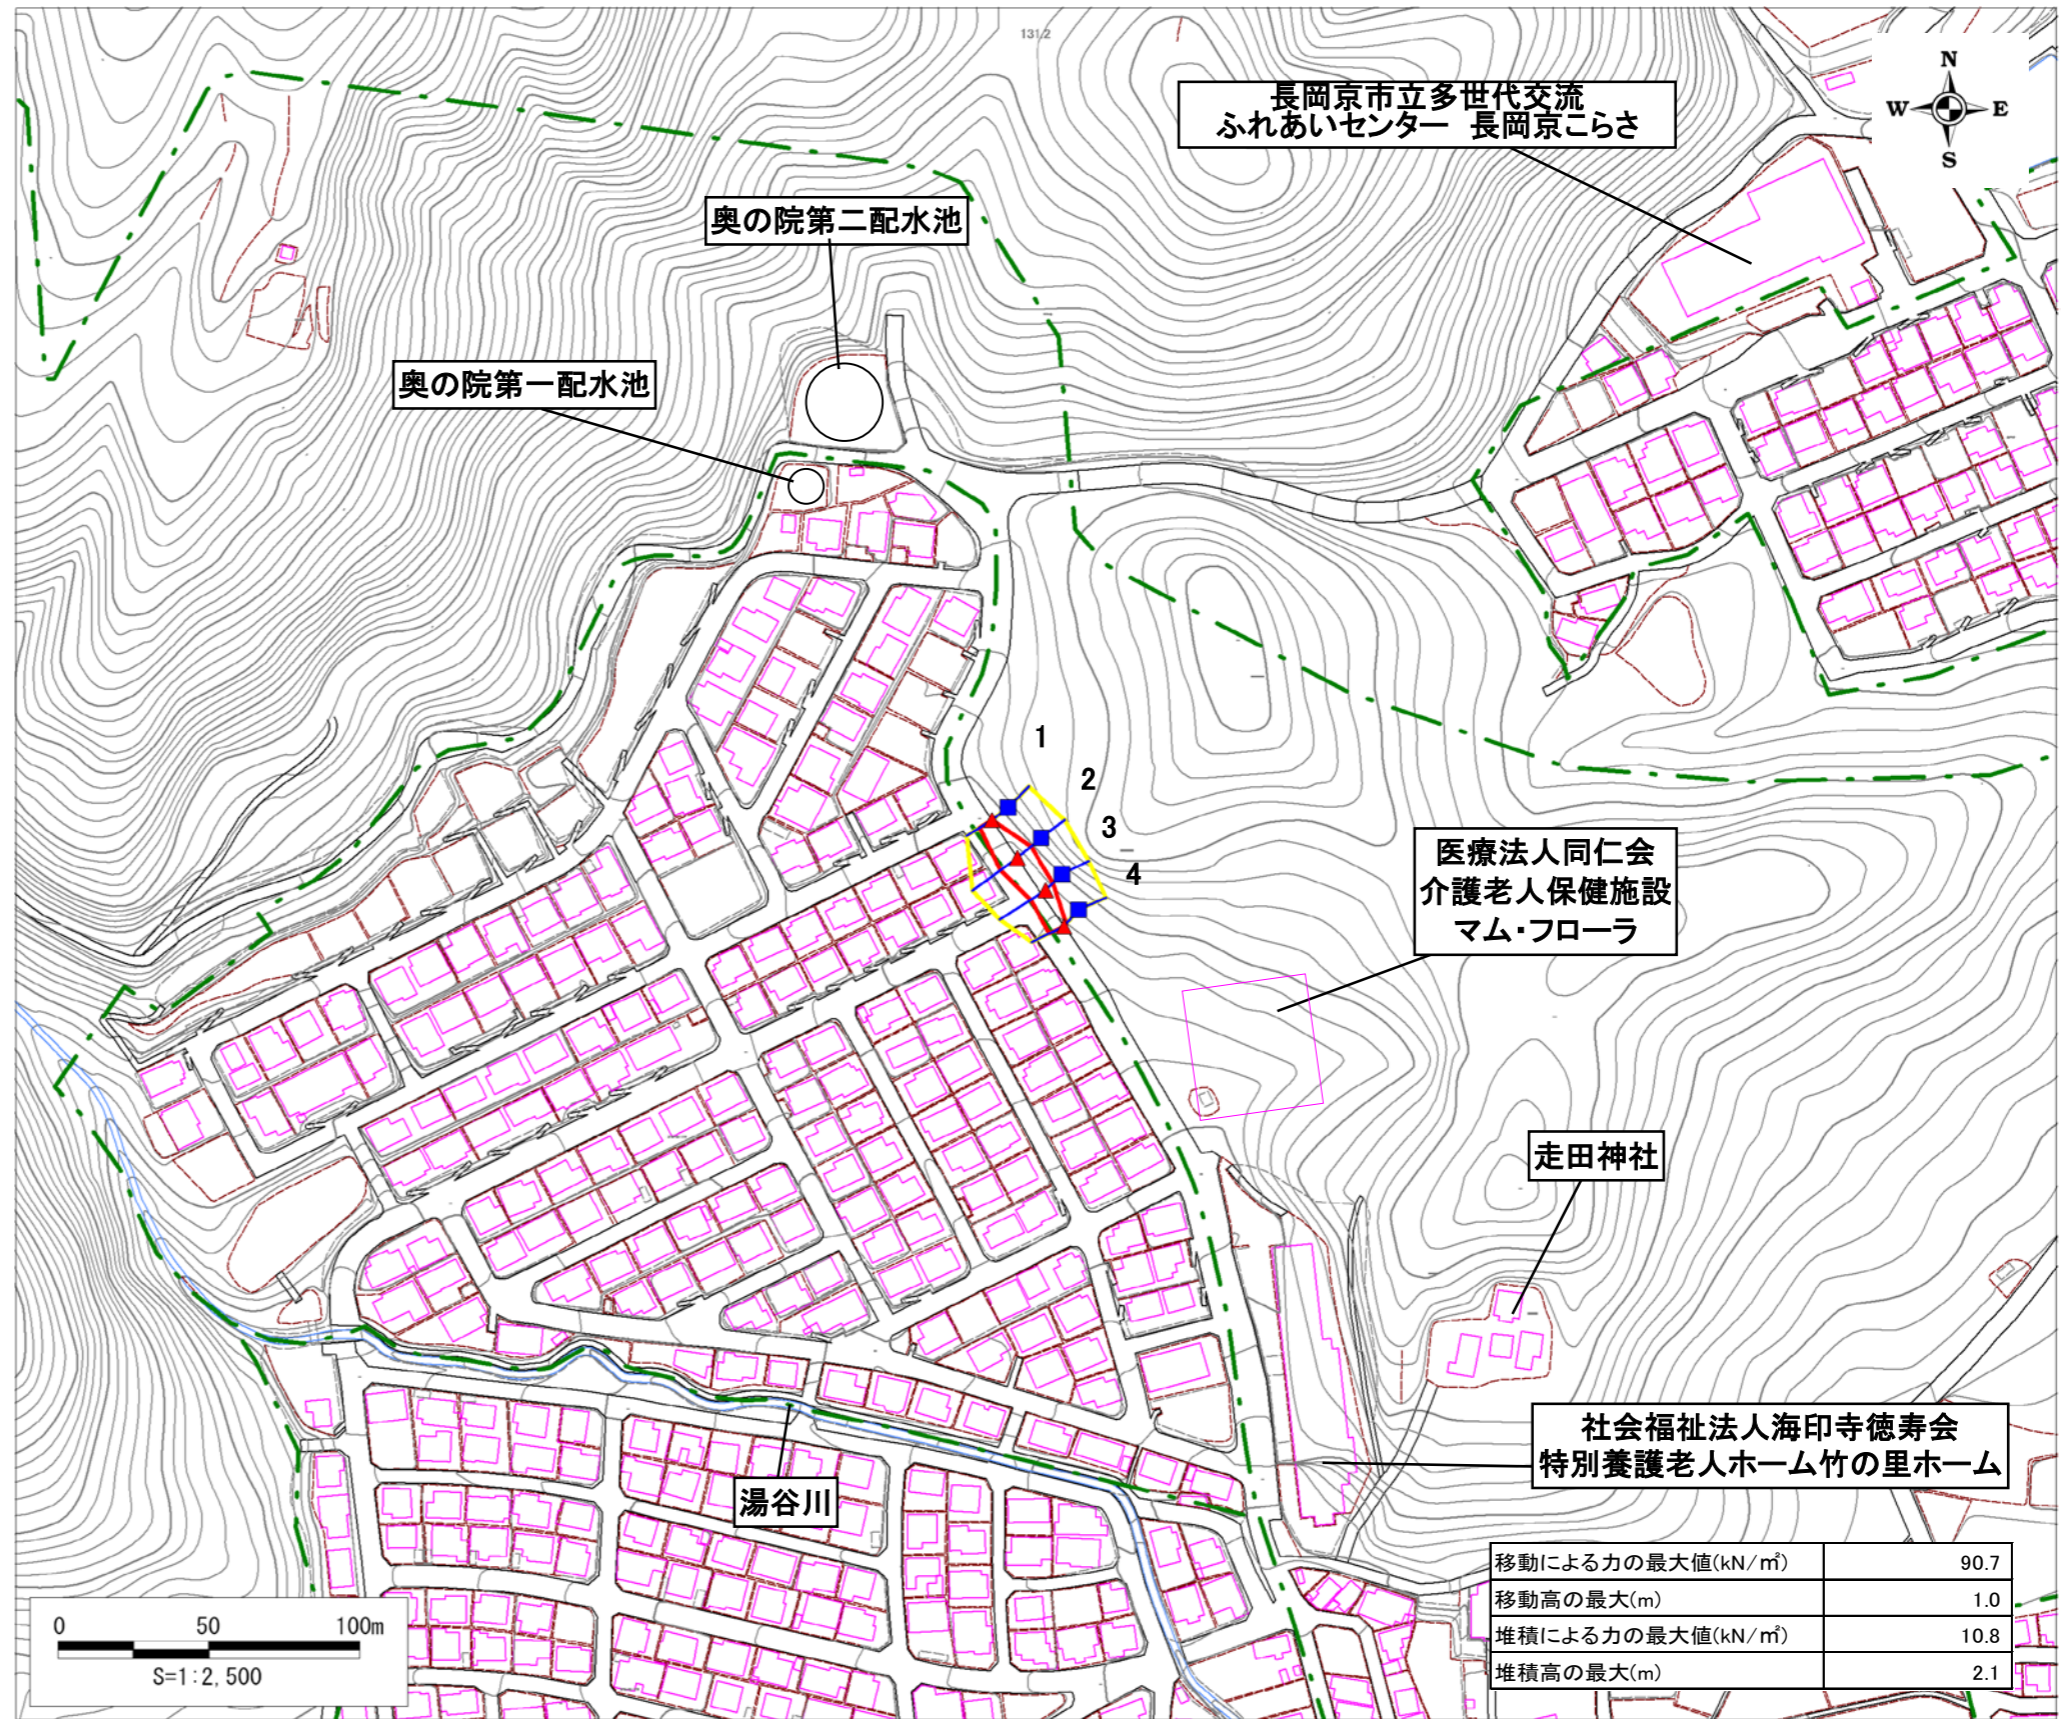 131.2
長岡京市立多世代交流
ふれあいセンター 長岡京こらさ
N
W
E
S
奥の院第二配水池
奥の院第一配水池
1
2
3
4
医療法人同仁会
介護老人保健施設
マム・フローラ
走田神社
社会福祉法人海印寺徳寿会
特別養護老人ホーム竹の里ホーム
湯谷川
移動による力の最大値(kN/㎡) 90.7
移動高の最大(m) 1.0
堆積による力の最大値(kN/㎡) 10.8
堆積高の最大(m) 2.1
0 50 100m
S=1:2,500